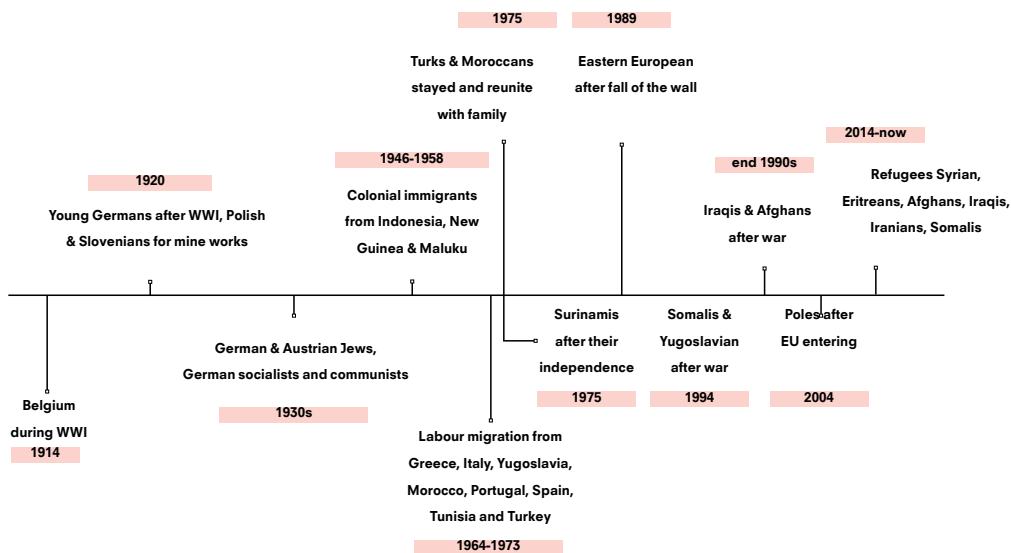 1975
Turks & Moroccans
stayed and reunite
with family
1989
Eastern European
after fall of the wall
2014-now
Refugees Syrian,
Eritreans, Afghans, Iraqis,
Iranians, Somalis
end 1990s
Iraqis & Afghans
after war
1946-1958
Colonial immigrants
from Indonesia, New
Guinea & Maluku
1920
Young Germans after WWI, Polish
& Slovenians for mine works
Belgium
during WWI
1914
German & Austrian Jews,
German socialists and communists
1930s
Labour migration from
Greece, Italy, Yugoslavia,
Morocco, Portugal, Spain,
Tunisia and Turkey
1964-1973
Surinamis
after their
independence
1975
Somalis &
Yugoslavian
after war
1994
Poles after
EU entering
2004